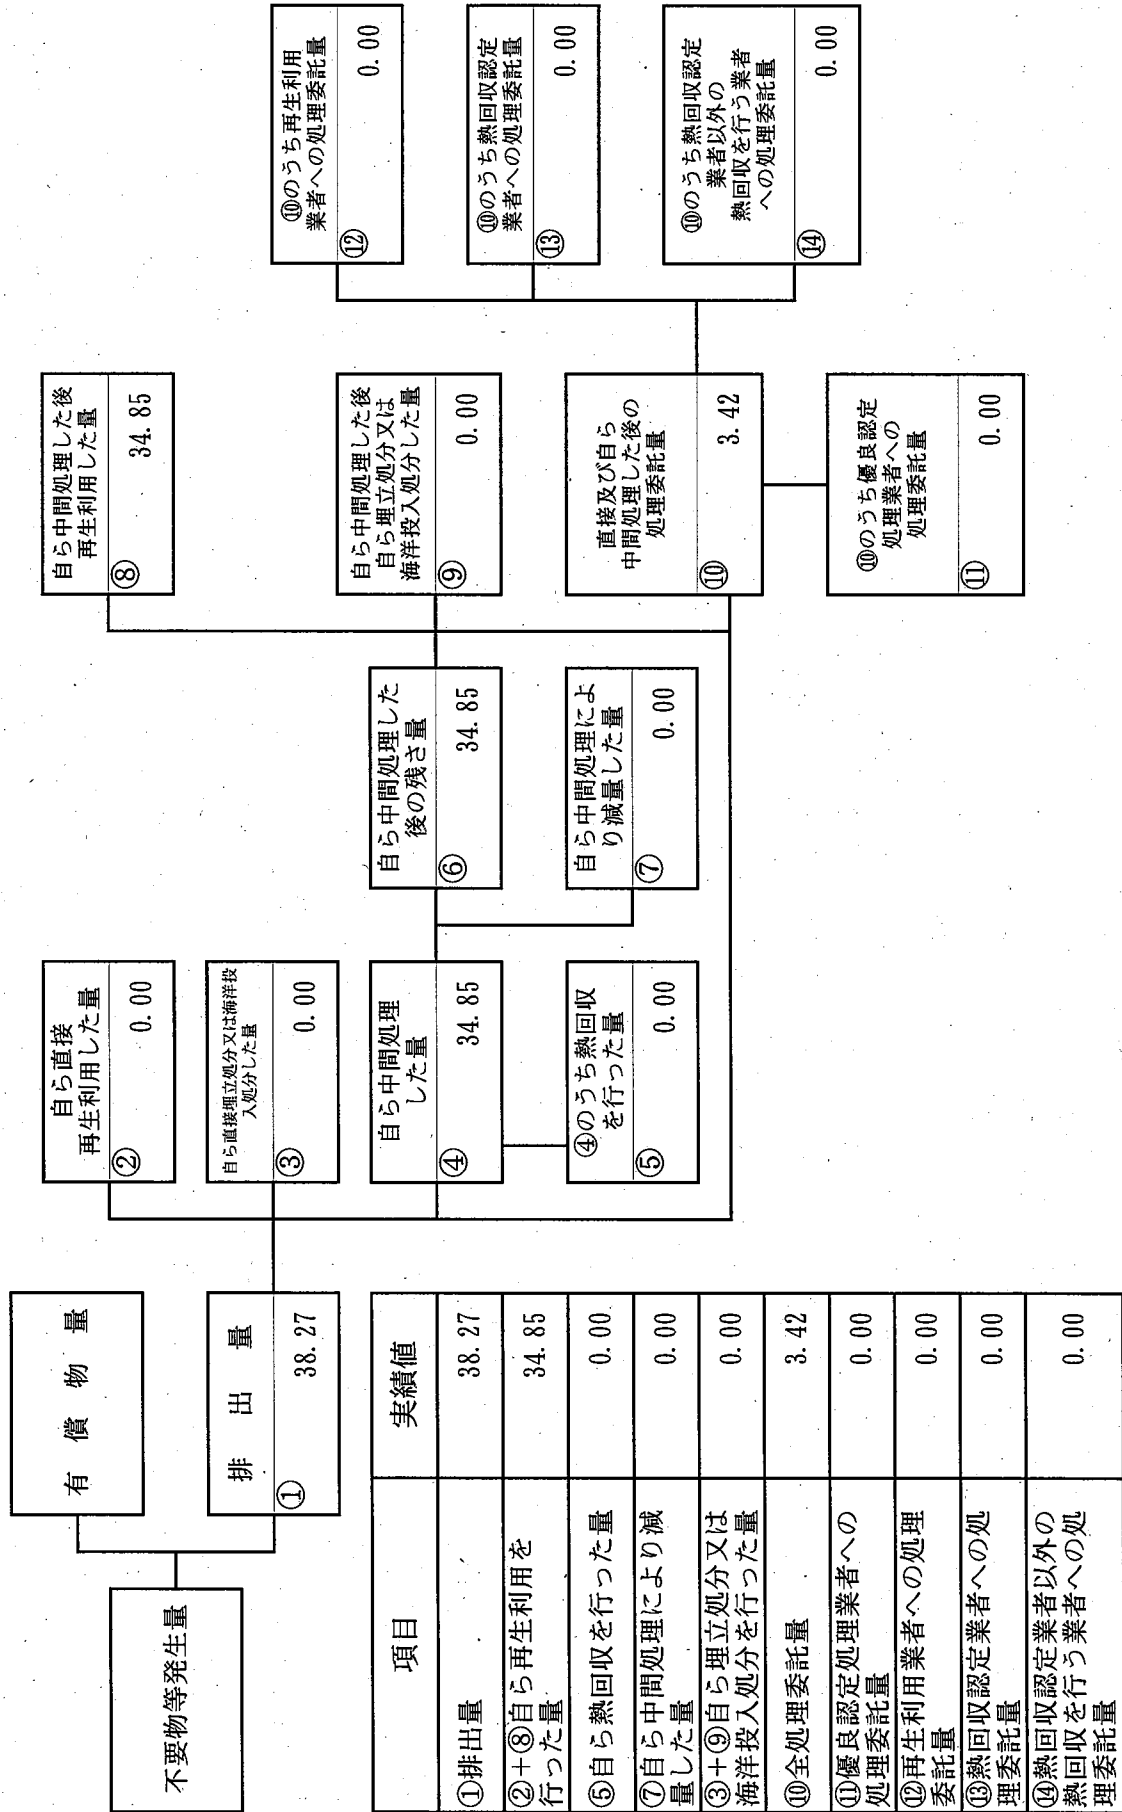 不要物等発生量
有償物量
排出量
①
38.27
自ら直接
再生利用した量
②
0.00
自ら直接埋立処分又は海洋投
入処分した量
③
0.00
自ら中間処理
した量
④
34.85
④のうち熱回収
を行った量
⑤
0.00
自ら中間処理した
後の残さ量
⑥
34.85
自ら中間処理によ
り減量した量
⑦
0.00
自ら中間処理した後
再生利用した量
⑧
34.85
自ら中間処理した後
自ら埋立処分又は
海洋投入処分した量
⑨
0.00
直接及び自ら
中間処理した後の
処理委託量
⑩
3.42
⑩のうち優良認定
処理業者への
処理委託量
⑪
0.00
⑩のうち再生利用
業者への処理委託量
⑫
0.00
⑩のうち熱回収認定
業者への処理委託量
⑬
0.00
⑩のうち熱回収認定
業者以外の
熱回収を行う業者
への処理委託量
⑭
0.00
項目 実績値
①排出量 38.27
②+⑧自ら再生利用を
行った量 34.85
⑤自ら熱回収を行った量 0.00
⑦自ら中間処理により減
量した量 0.00
③+⑨自ら埋立処分又は
海洋投入処分を行った量 0.00
⑩全処理委託量 3.42
⑪優良認定処理業者への
処理委託量 0.00
⑫再生利用業者への処理
委託量 0.00
⑬熱回収認定業者への処
理委託量 0.00
⑭熱回収認定業者以外の
熱回収を行う業者への処
理委託量 0.00